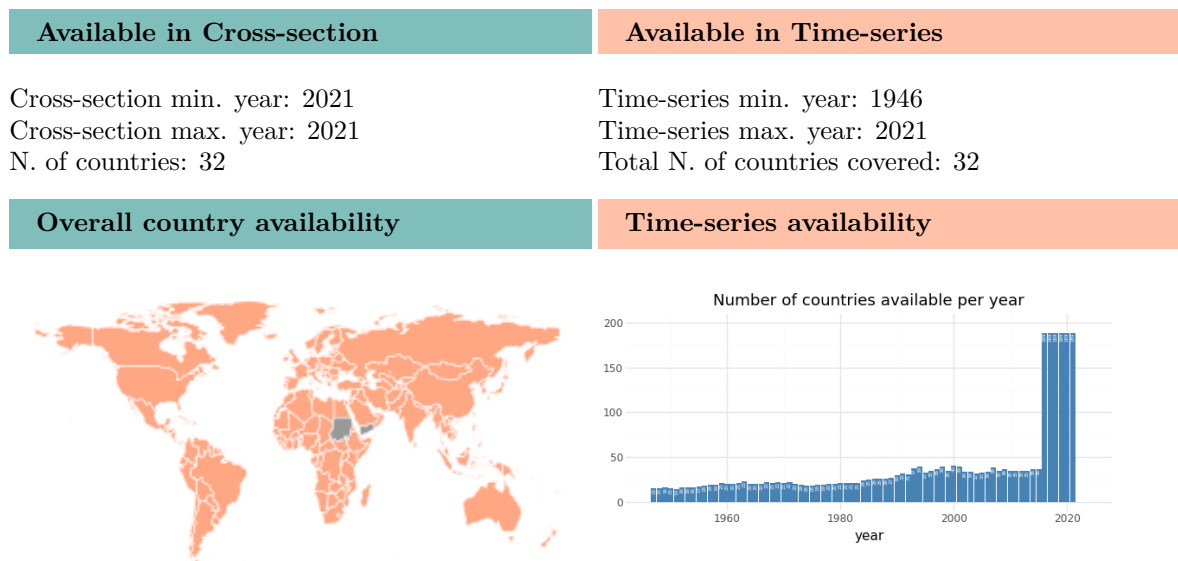 Available in Cross-section
Cross-section min. year: 2021
Cross-section max. year: 2021
N. of countries: 32
Available in Time-series
Time-series min. year: 1946
Time-series max. year: 2021
Total N. of countries covered: 32
Overall country availability
Time-series availability
Number of countries available per year
200
150
100
50
0
1960 1980 2000 2020
year